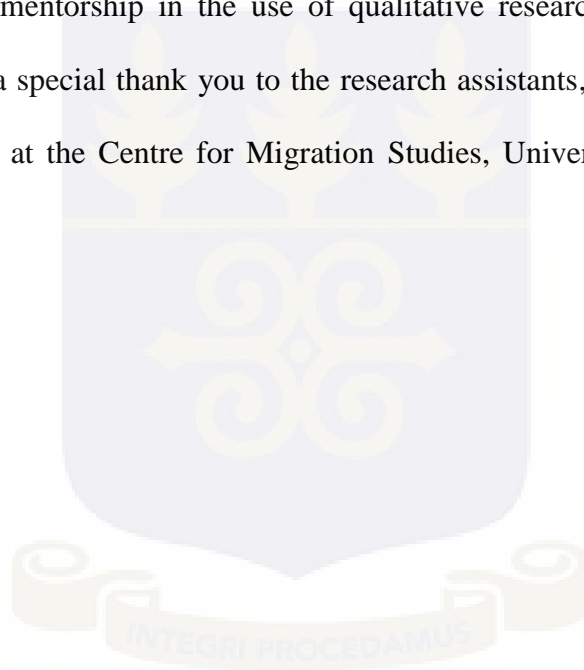 mentorship in the use of qualitative researc
a special thank you to the research assistants,
at the Centre for Migration Studies, Univer
INTEGRI PROCEDAMUS